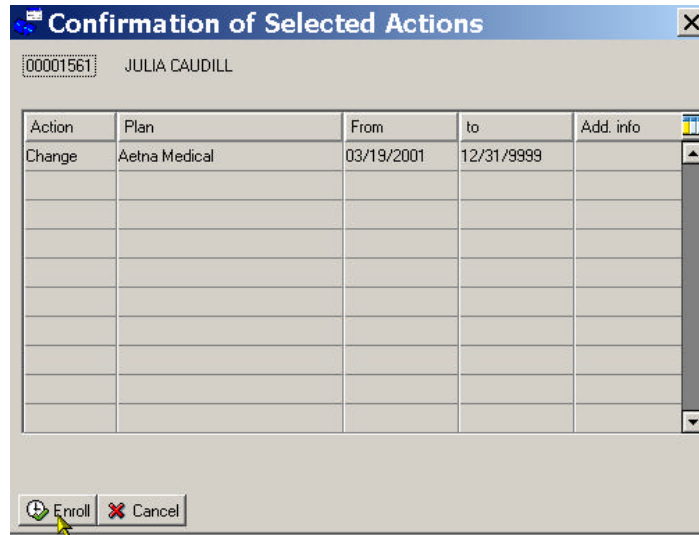 Confirmation of Selected Actions
00001561 JULIA CAUDILL
Action Plan From to Add. info
Change Aetna Medical 03/19/2001 12/31/9999
Enroll Cancel